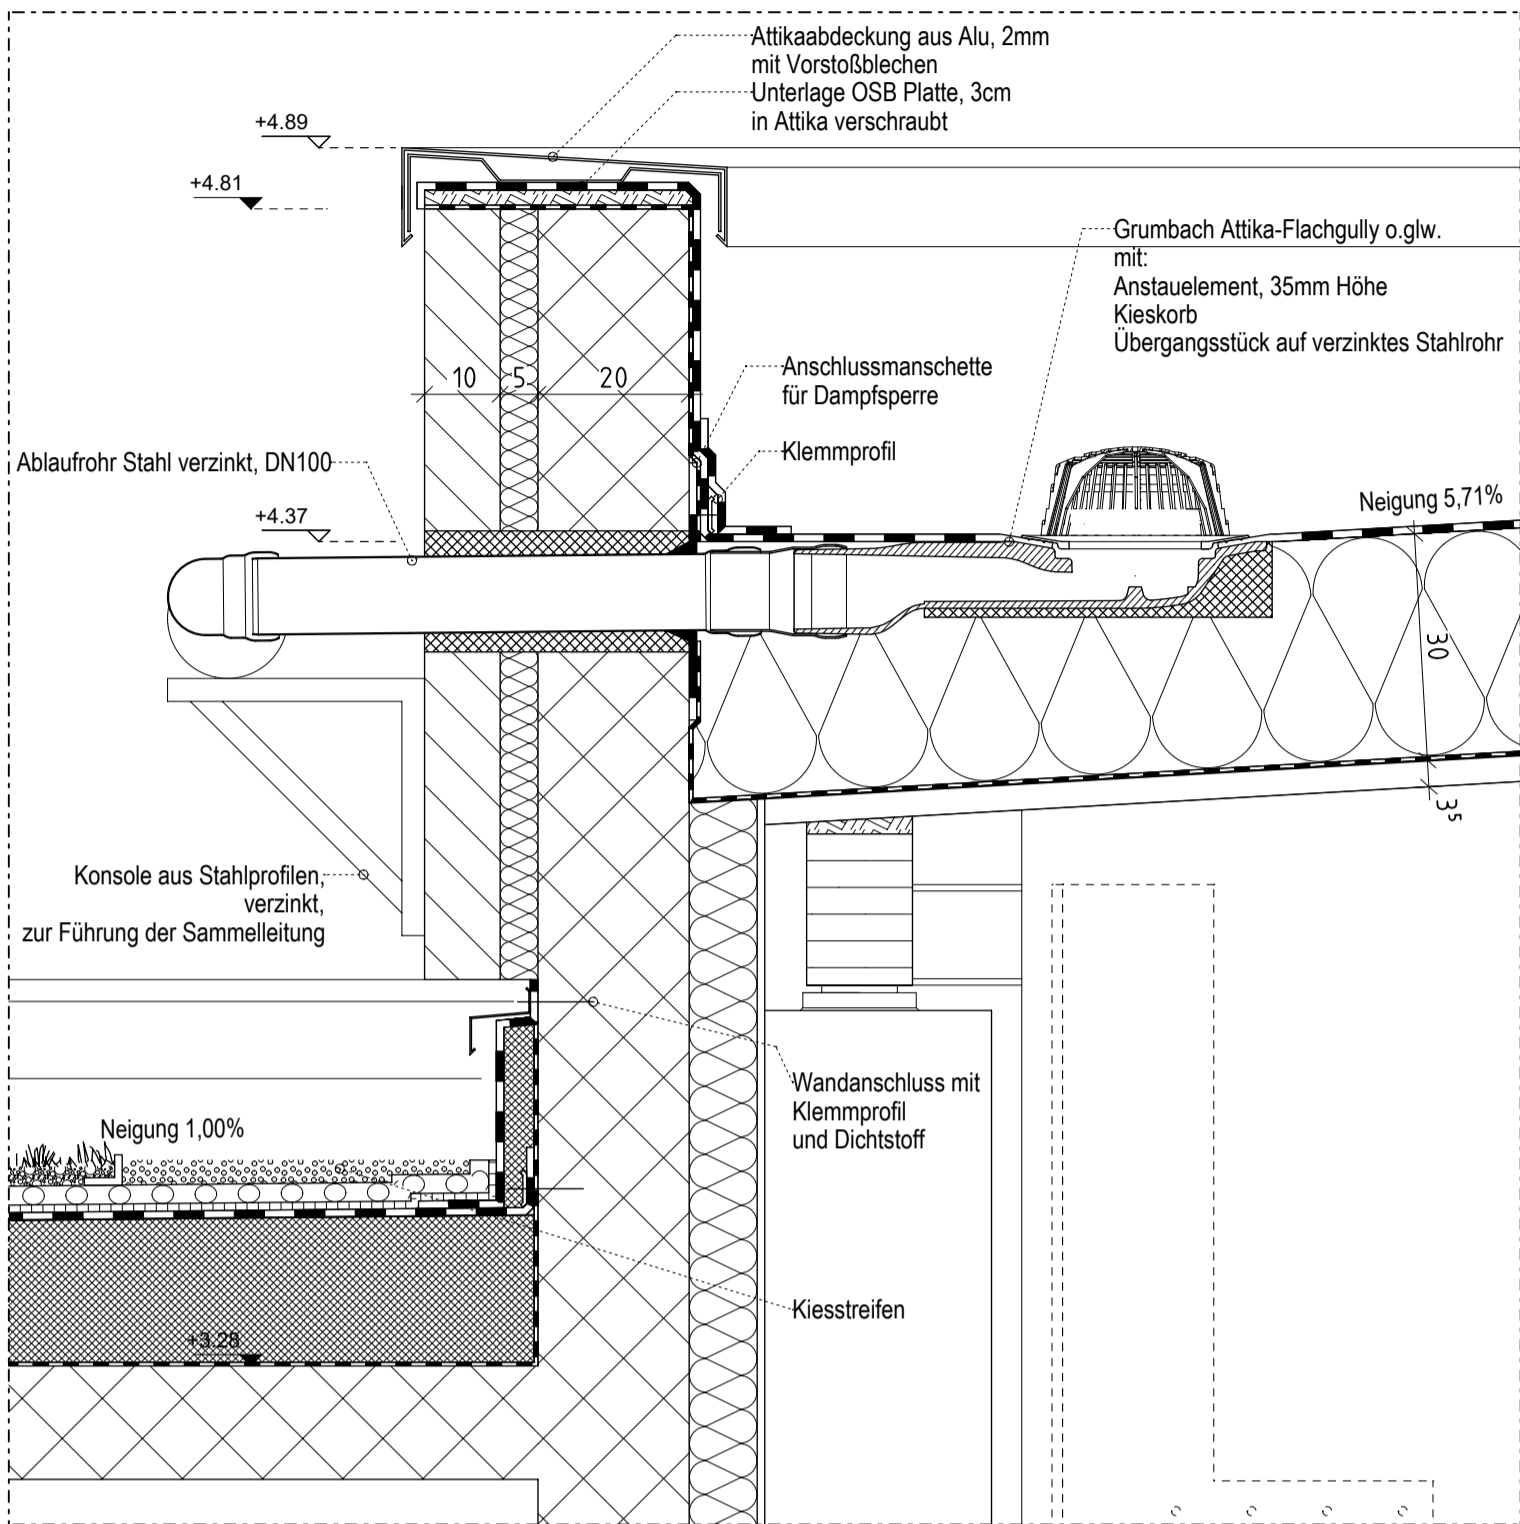 Attikaabdeckung aus Alu, 2mm
mit Vorstoßblechen
Unterlage OSB Platte, 3cm
in Attika verschraubt
+4.89
+4.81
Grumbach Attika-Flachgully o.glw.
mit:
Anstauelement, 35mm Höhe
Kieskorb
Übergangsstück auf verzinktes Stahlrohr
10 5 20
Anschlussmanschette
für Dampfsperre
Klemmprofil
Ablaufrohr Stahl verzinkt, DN100
+4.37
Neigung 5,71%
30
3⁵
Konsole aus Stahlprofilen,
verzinkt,
zur Führung der Sammelleitung
Wandanschluss mit
Klemmprofil
und Dichtstoff
Neigung 1,00%
Kiesstreifen
+3.28